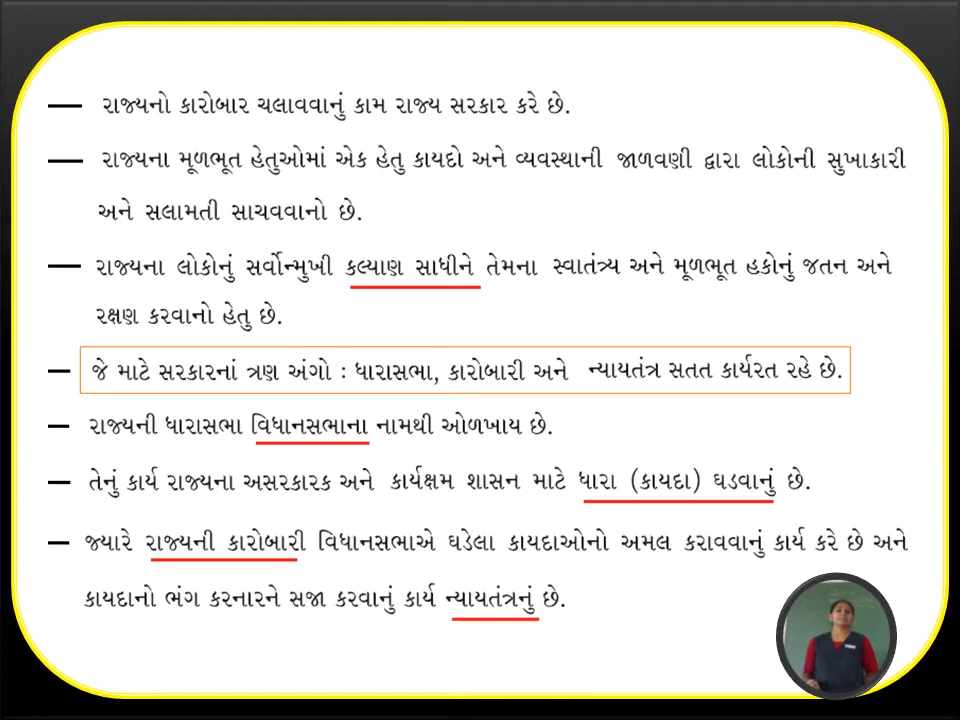 — રાજ્યનો કારોબાર ચલાવવાનું કામ રાજ્ય સરકાર કરે છે.
— રાજ્યના મૂળભૂત હેતુઓમાં એક હેતુ કાયદો અને વ્યવસ્થાની જાળવણી દ્વારા લોકોની સુખાકારી
અને સલામતી સાચવવાનો છે.
— રાજ્યના લોકોનું સર્વોન્મુખી કલ્યાણ સાધીને તેમના સ્વાતંત્ર્ય અને મૂળભૂત હકોનું જતન અને
રક્ષણ કરવાનો હેતુ છે.
— જે માટે સરકારનાં ત્રણ અંગો : ધારાસભા, કારોબારી અને ન્યાયતંત્ર સતત કાર્યરત રહે છે.
— રાજ્યની ધારાસભા વિધાનસભાના નામથી ઓળખાય છે.
— તેનું કાર્ય રાજ્યના અસરકારક અને કાર્યક્ષમ શાસન માટે ધારા (કાયદા) ઘડવાનું છે.
— જ્યારે રાજ્યની કારોબારી વિધાનસભાએ ઘડેલા કાયદાઓનો અમલ કરાવવાનું કાર્ય કરે છે અને
કાયદાનો ભંગ કરનારને સજા કરવાનું કાર્ય ન્યાયતંત્રનું છે.